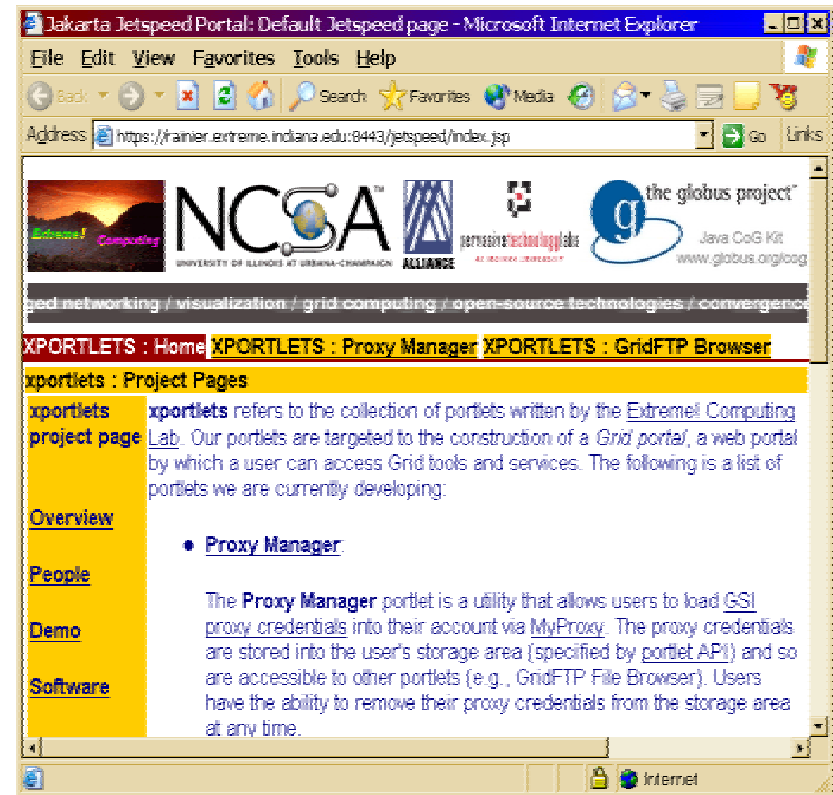 Jakarta Jetspeed Portal: Default Jetspeed page - Microsoft Internet Explorer
File Edit View Favorites Tools Help
Back Search Favorites Media
Address https://rainier.extreme.indiana.edu:8443/jetspeed/index.jsp Go Links
Extreme! Computing
NCSA™
UNIVERSITY OF ILLINOIS AT URBANA-CHAMPAIGN
ALLIANCE
pervasivetechnologylabs
AT INDIANA UNIVERSITY
g
the globus project™
Java CoG Kit
www.globus.org/cog
ged networking / visualization / grid computing / open-source technologies / convergence
XPORTLETS : Home XPORTLETS : Proxy Manager XPORTLETS : GridFTP Browser
xportlets : Project Pages
xportlets
project page
Overview
People
Demo
Software
xportlets refers to the collection of portlets written by the Extreme! Computing
Lab. Our portlets are targeted to the construction of a Grid portal, a web portal
by which a user can access Grid tools and services. The following is a list of
portlets we are currently developing:
• Proxy Manager.
The Proxy Manager portlet is a utility that allows users to load GSI
proxy credentials into their account via MyProxy. The proxy credentials
are stored into the user's storage area (specified by portlet API) and so
are accessible to other portlets (e.g., GridFTP File Browser). Users
have the ability to remove their proxy credentials from the storage area
at any time.
Internet